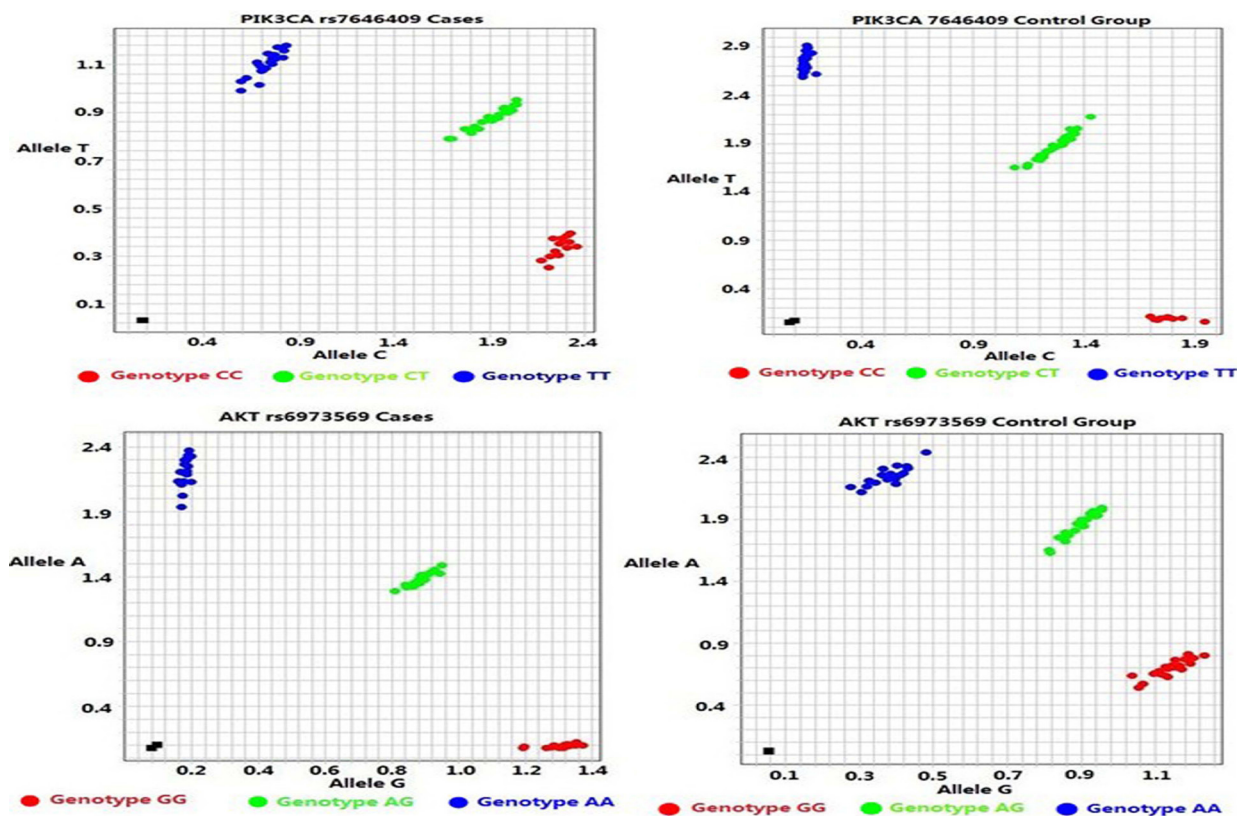 PIK3CA rs7646409 Cases
1.1
0.9
Allele T
0.7
0.5
0.3
0.1
0.4 0.9 1.9 2.4
Allele C
Genotype CC Genotype CT Genotype TT
PIK3CA 7646409 Control Group
2.9
2.4
1.9
Allele T
1.4
0.9
0.4
0.4 0.9 1.4 1.9
Allele C
Genotype CC Genotype CT Genotype TT
AKT rs6973569 Cases
2.4
1.9
Allele A
1.4
0.9
0.4
0.2 0.4 0.6 0.8 1.0 1.2 1.4
Allele G
Genotype GG Genotype AG Genotype AA
AKT rs6973569 Control Group
2.4
1.9
Allele A
1.4
0.9
0.4
0.1 0.3 0.5 0.7 0.9 1.1
Allele G
Genotype GG Genotype AG Genotype AA